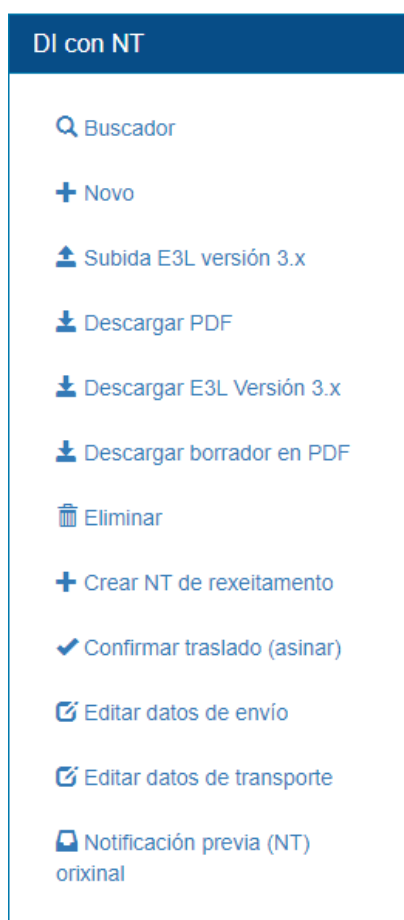 DI con NT
Buscador
Novo
Subida E3L versión 3.x
Descargar PDF
Descargar E3L Versión 3.x
Descargar borrador en PDF
Eliminar
Crear NT de rexeitamento
Confirmar traslado (asinar)
Editar datos de envío
Editar datos de transporte
Notificación previa (NT)
orixinal